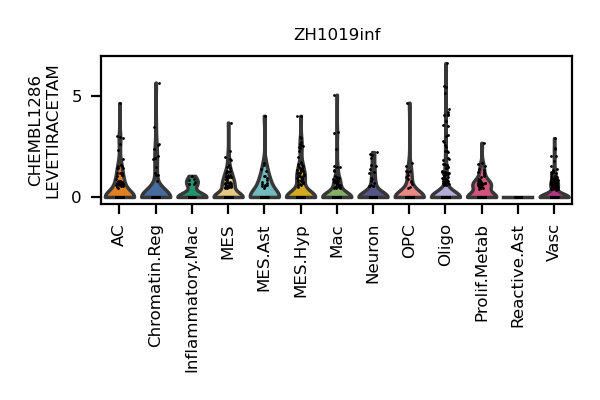 ZH1019inf
CHEMBL1286
LEVETIRACETAM
5
0
AC
Chromatin.Reg
Inflammatory.Mac
MES
MES.Ast
MES.Hyp
Mac
Neuron
OPC
Oligo
Prolif.Metab
Reactive.Ast
Vasc